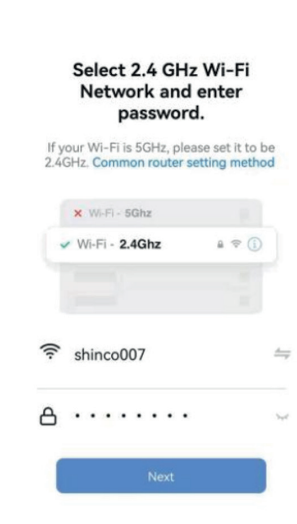 Select 2.4 GHz Wi-Fi
Network and enter
password.
If your Wi-Fi is 5GHz, please set it to be
2.4GHz. Common router setting method
Wi-Fi - 5Ghz
Wi-Fi - 2.4Ghz
shinco007
Next